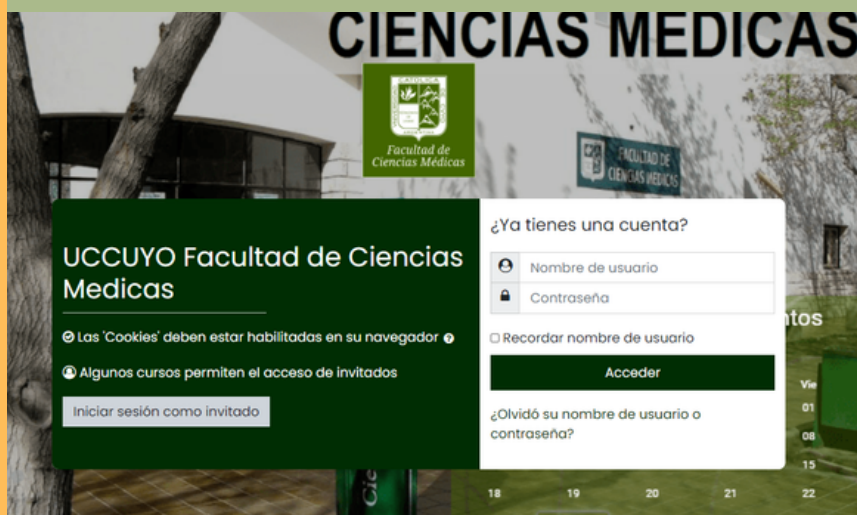 CIENCIAS MEDICAS
Facultad de
Ciencias Médicas
FACULTAD DE
CIENCIAS MEDICAS
UCCUYO Facultad de Ciencias
Medicas
Las 'Cookies' deben estar habilitadas en su navegador
Algunos cursos permiten el acceso de invitados
Iniciar sesión como invitado
¿Ya tienes una cuenta?
Nombre de usuario
Contraseña
Recordar nombre de usuario
Acceder
¿Olvidó su nombre de usuario o
contraseña?
ntos
Vie
01
08
15
18 19 20 21 22
Cie